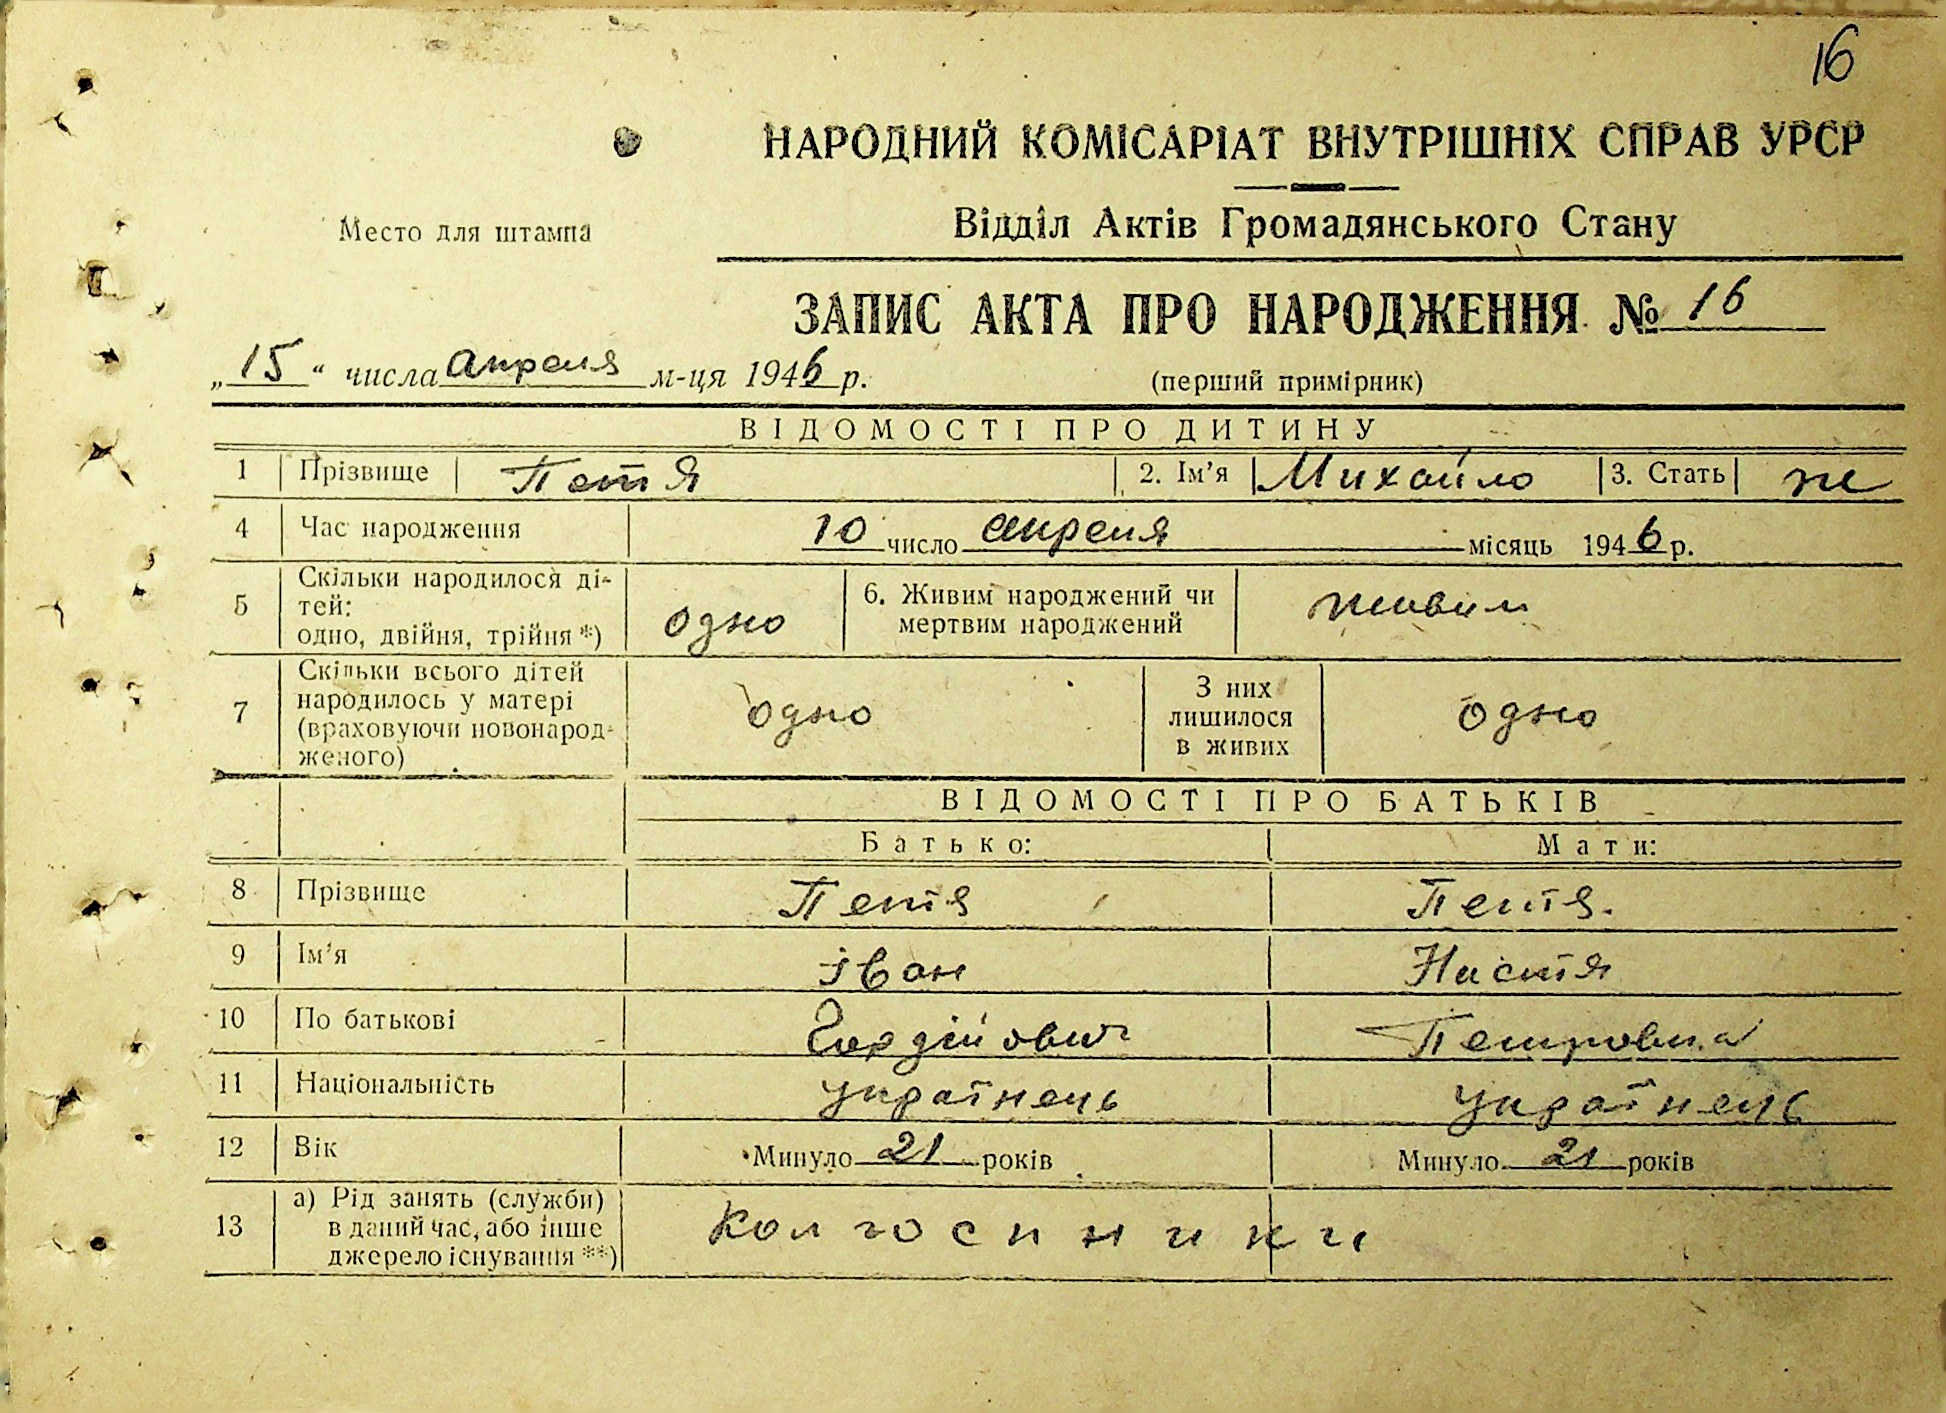 16
НАРОДНИЙ КОМІСАРІАТ ВНУТРІШНІХ СПРАВ УРСР
Место для штампа
Відділ Актів Громадянського Стану
ЗАПИС АКТА ПРО НАРОДЖЕННЯ № 16
„15“ числа апреля м-ця 1946 р.
(перший примірник)
ВІДОМОСТІ ПРО ДИТИНУ
1 Прізвище Петя 2. Ім'я Михайло 3. Стать
4 Час народження 10 число апреля місяць 1946 р.
5 Скільки народилося ді-
тей:
одно, двійня, трійня *) одно
6. Живим народжений чи
мертвим народжений живим
7 Скільки всього дітей
народилось у матері
(враховуючи новонарод-
женого) одно
З них
лишилося
в живих одно
ВІДОМОСТІ ПРО БАТЬКІВ
Батько: Мати:
8 Прізвище Петя Петя.
9 Ім'я Іван Настя
10 По батькові Гордійович Петровна
11 Національність українець українець
12 Вік Минуло 21 років Минуло 21 років
13 а) Рід занять (служби)
в даний час, або інше
джерело існування **) Колгоспники